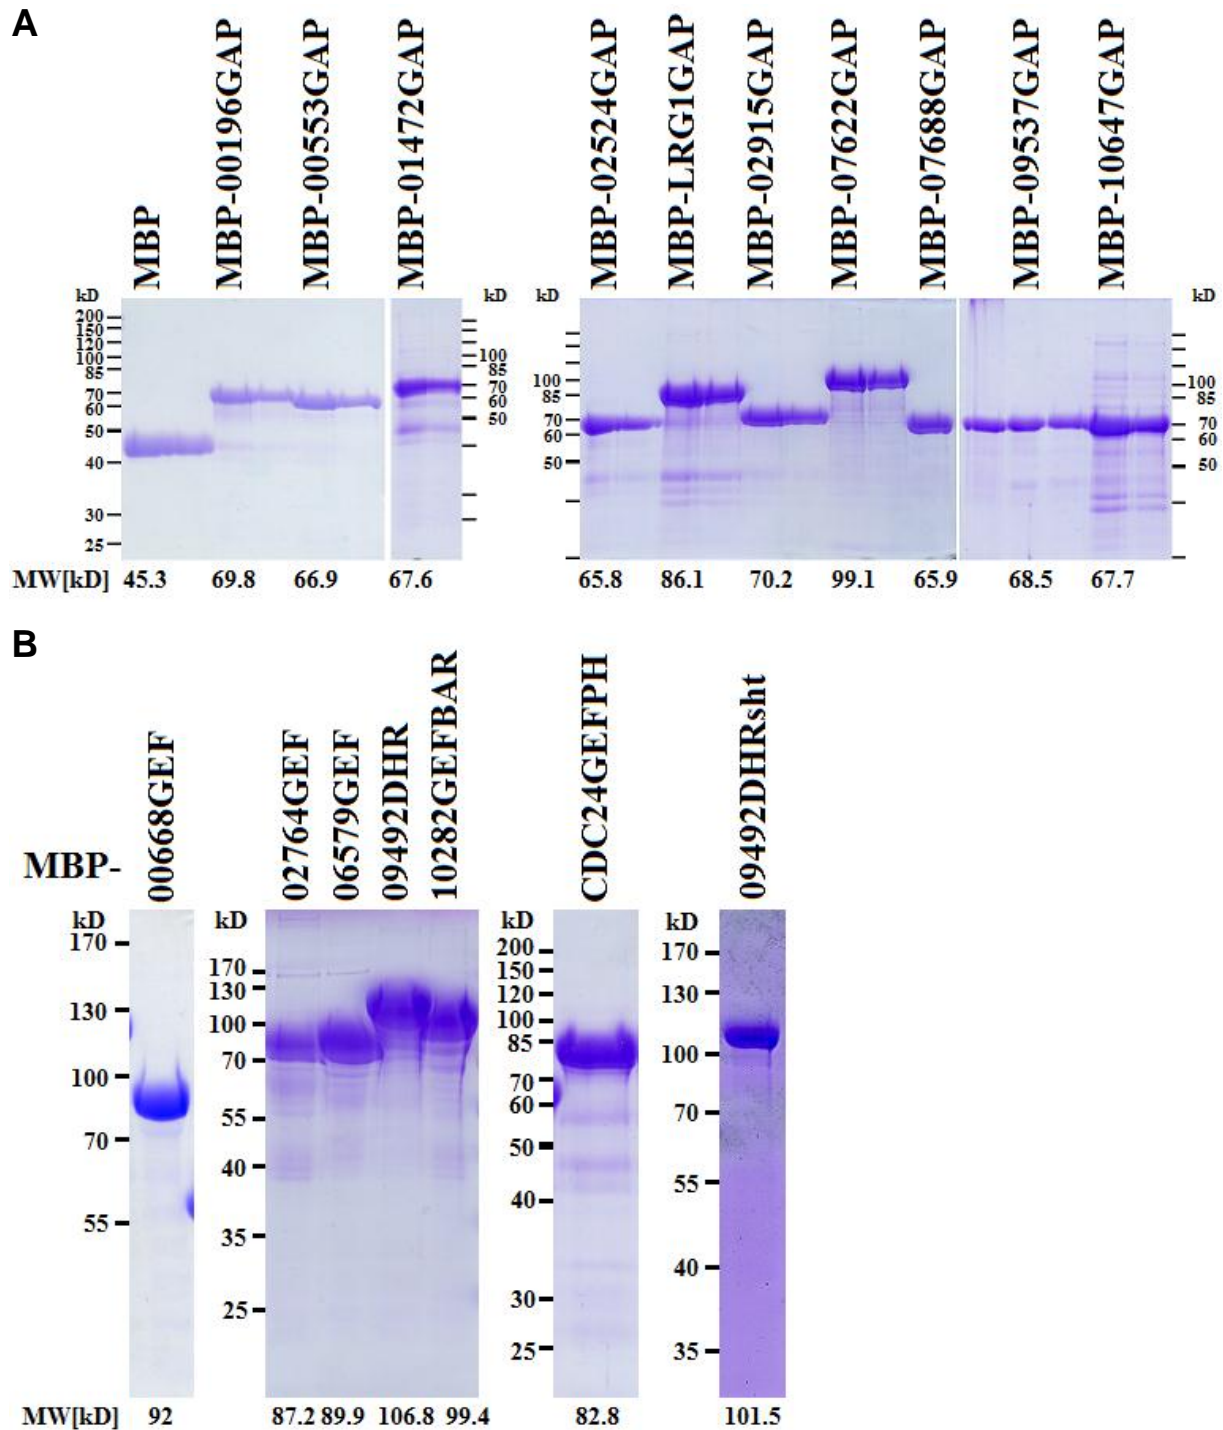 A
MBP
MBP-00196GAP
MBP-00553GAP
MBP-01472GAP
MBP-02524GAP
MBP-LRG1GAP
MBP-02915GAP
MBP-07622GAP
MBP-07688GAP
MBP-09537GAP
MBP-10647GAP
kD
200
150
120
100
85
70
60
50
40
30
25
kD
100
85
70
60
50
kD
100
85
70
60
50
kD
100
85
70
60
50
MW[kD] 45.3 69.8 66.9 67.6 65.8 86.1 70.2 99.1 65.9 68.5 67.7
B
MBP-
00668GEF
02764GEF
06579GEF
09492DHR
10282GEFBAR
CDC24GEFPH
09492DHRsht
kD
170
130
100
70
55
kD
170
130
100
70
55
40
35
25
kD
200
150
120
100
85
70
60
50
40
30
25
kD
170
130
100
70
55
40
35
MW[kD] 92 87.2 89.9 106.8 99.4 82.8 101.5